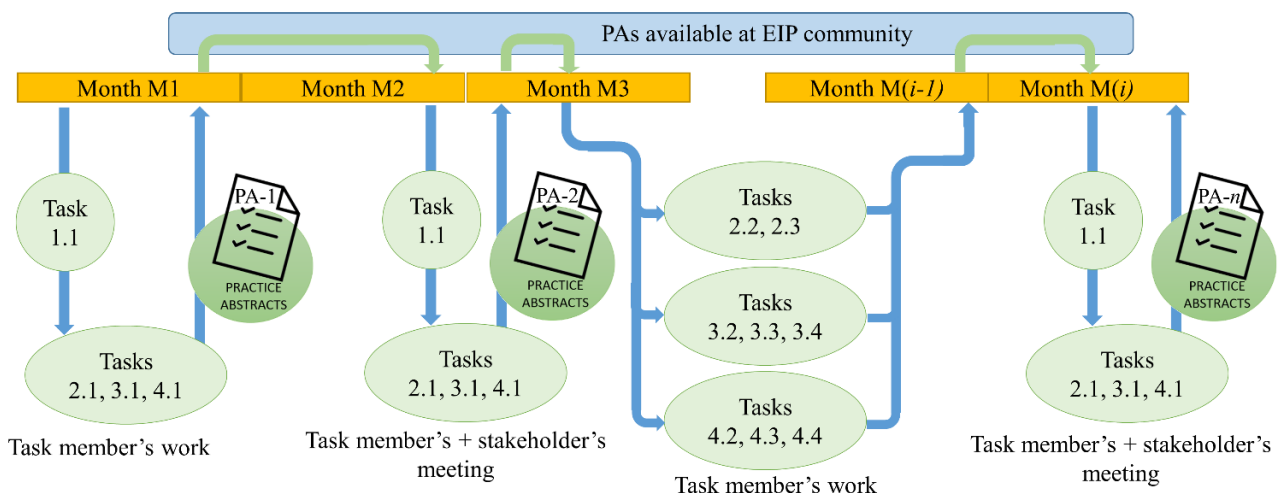 PAs available at EIP community
Month M1
Month M2
Month M3
Month M(i-1)
Month M(i)
Task
1.1
PA-1
PRACTICE
ABSTRACTS
Tasks
2.1, 3.1, 4.1
Task member’s work
Task
1.1
PA-2
PRACTICE
ABSTRACTS
Tasks
2.1, 3.1, 4.1
Task member’s + stakeholder’s
meeting
Tasks
2.2, 2.3
Tasks
3.2, 3.3, 3.4
Tasks
4.2, 4.3, 4.4
Task member’s work
Task
1.1
PA-n
PRACTICE
ABSTRACTS
Tasks
2.1, 3.1, 4.1
Task member’s + stakeholder’s
meeting